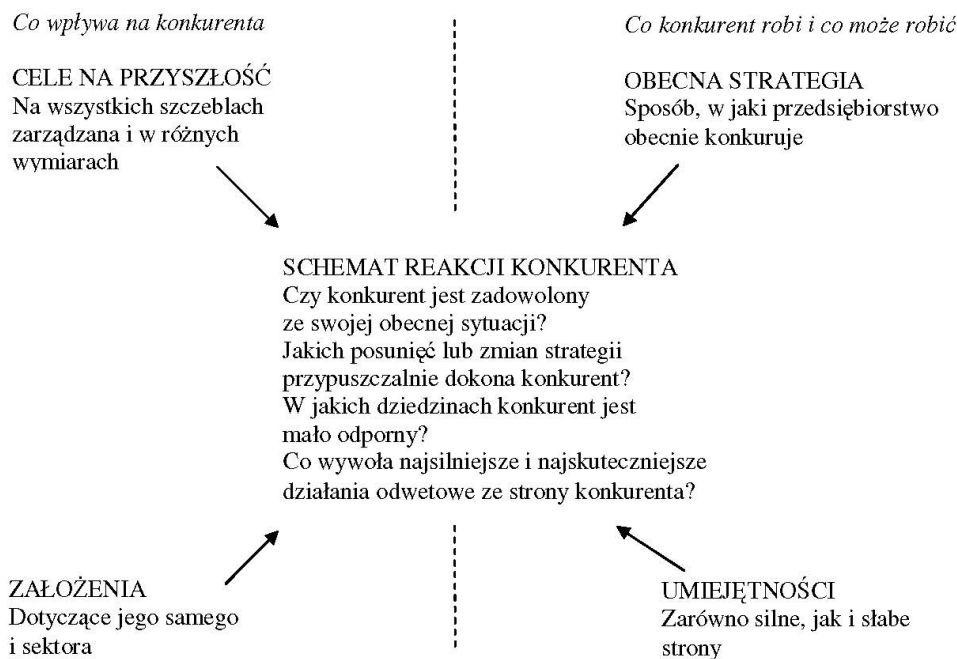 Co wpływa na konkurenta
Co konkurent robi i co może robić
CELE NA PRZYSZŁOŚĆ
Na wszystkich szczeblach
zarządzana i w różnych
wymiarach
OBECNA STRATEGIA
Sposób, w jaki przedsiębiorstwo
obecnie konkuruje
SCHEMAT REAKCJI KONKURENTA
Czy konkurent jest zadowolony
ze swojej obecnej sytuacji?
Jakich posunięć lub zmian strategii
przypuszczalnie dokona konkurent?
W jakich dziedzinach konkurent jest
mało odporny?
Co wywoła najsilniejsze i najskuteczniejsze
działania odwetowe ze strony konkurenta?
ZAŁOŻENIA
Dotyczące jego samego
i sektora
UMIEJĘTNOŚCI
Zarówno silne, jak i słabe
strony